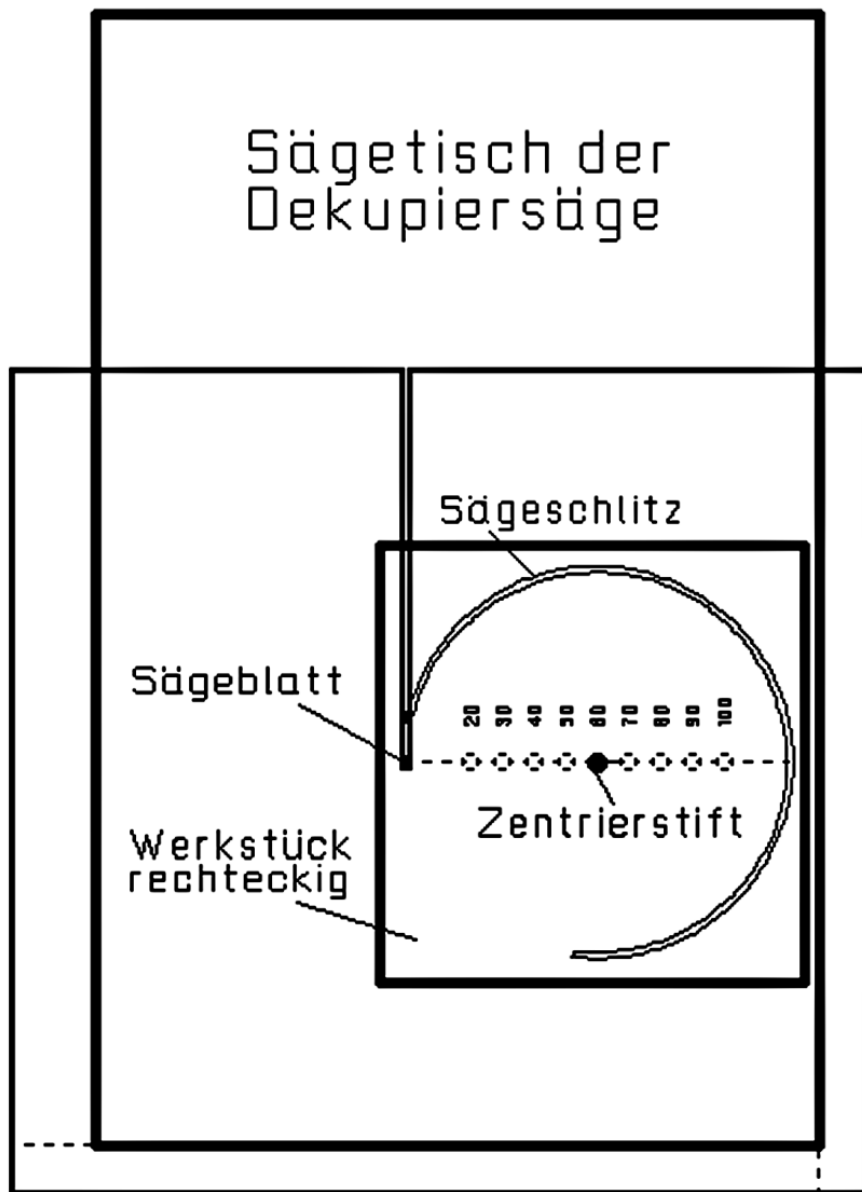 Sägetisch der
Dekupiersäge
Sägeschlitz
Sägeblatt
20 30 40 50 60 70 80 90 100
Zentrierstift
Werkstück
rechteckig